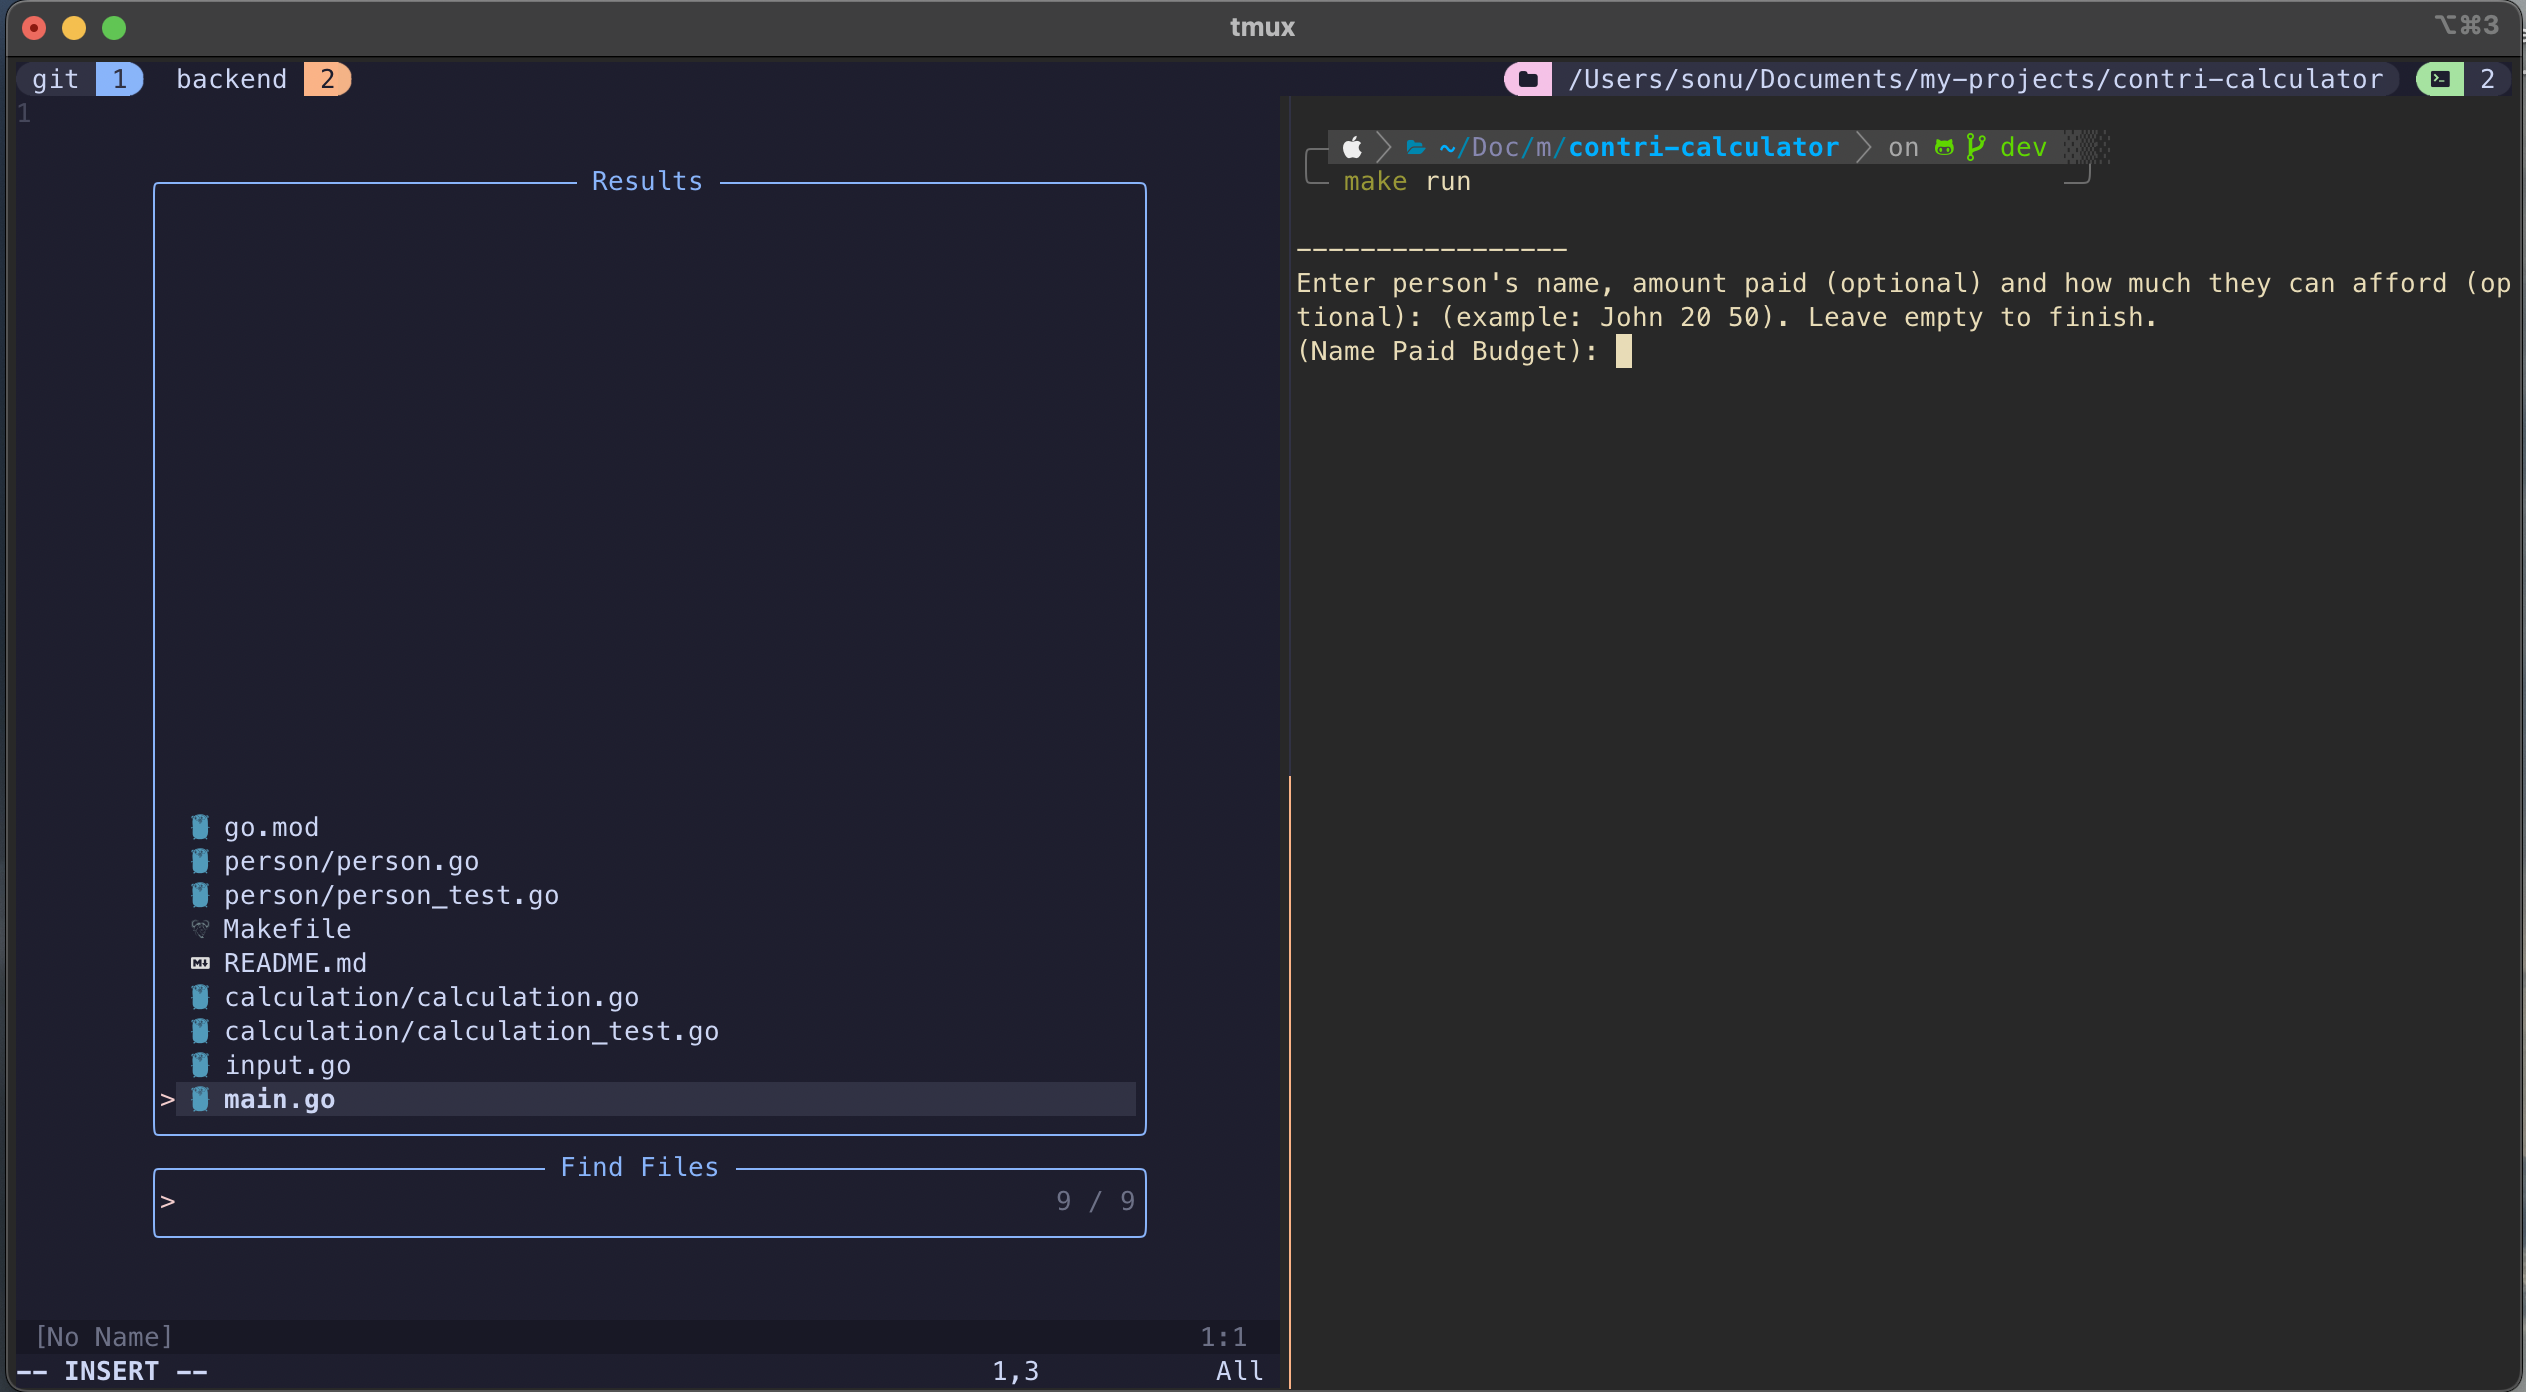 tmux
⌥⌘3
git 1 backend 2
/Users/sonu/Documents/my-projects/contri-calculator 2
1
Results
go.mod
person/person.go
person/person_test.go
Makefile
README.md
calculation/calculation.go
calculation/calculation_test.go
input.go
> main.go
Find Files
> 9 / 9
[No Name] 1:1
-- INSERT -- 1,3 All
~/Doc/m/contri-calculator on dev
make run
-----------------
Enter person's name, amount paid (optional) and how much they can afford (op
tional): (example: John 20 50). Leave empty to finish.
(Name Paid Budget):